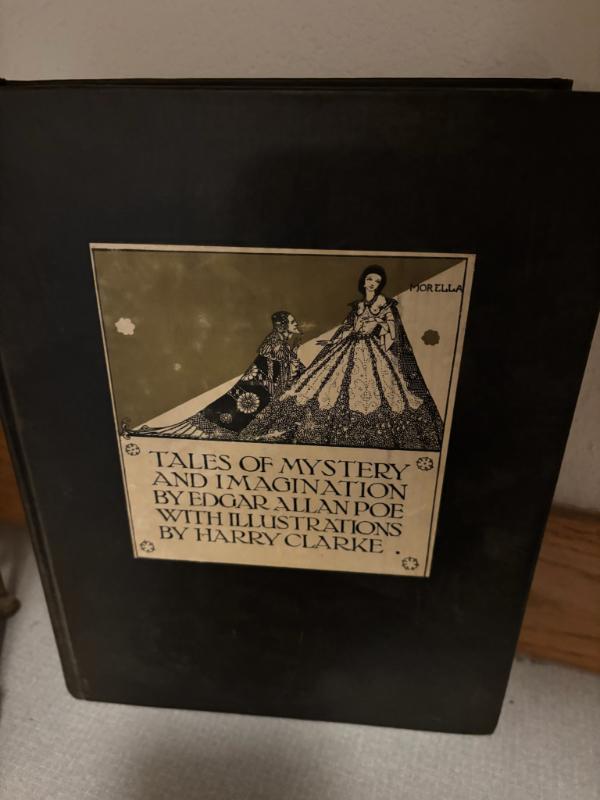 MORELLA
TALES OF MYSTERY
AND IMAGINATION
BY EDGAR ALLAN POE
WITH ILLUSTRATIONS
BY HARRY CLARKE .